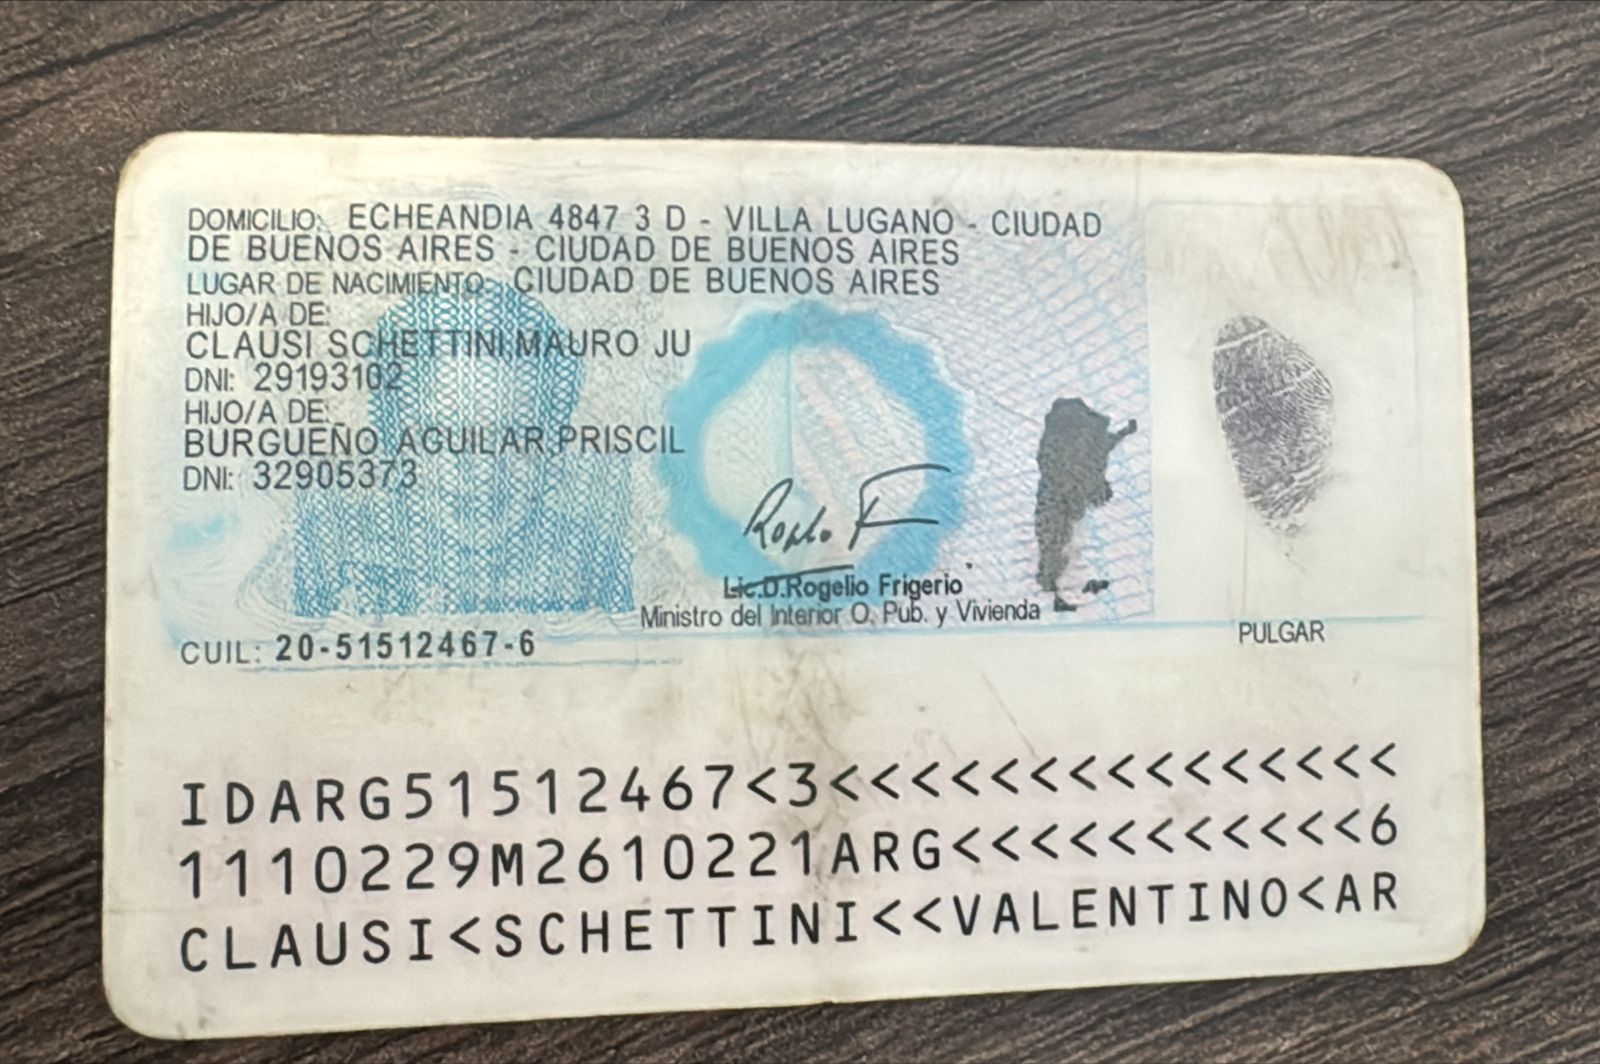 DOMICILIO: ECHEANDIA 4847 3 D - VILLA LUGANO - CIUDAD
DE BUENOS AIRES - CIUDAD DE BUENOS AIRES
LUGAR DE NACIMIENTO: CIUDAD DE BUENOS AIRES
HIJO/A DE:
CLAUSI SCHETTINI,MAURO JU
DNI: 29193102
HIJO/A DE:
BURGUEÑO AGUILAR,PRISCIL
DNI: 32905373
Lic.D.Rogelio Frigerio
Ministro del Interior O. Pub. y Vivienda
PULGAR
CUIL: 20-51512467-6
IDARG51512467<3<<<<<<<<<<<<<<<
1110229M2610221ARG<<<<<<<<<<<6
CLAUSI<SCHETTINI<<VALENTINO<AR